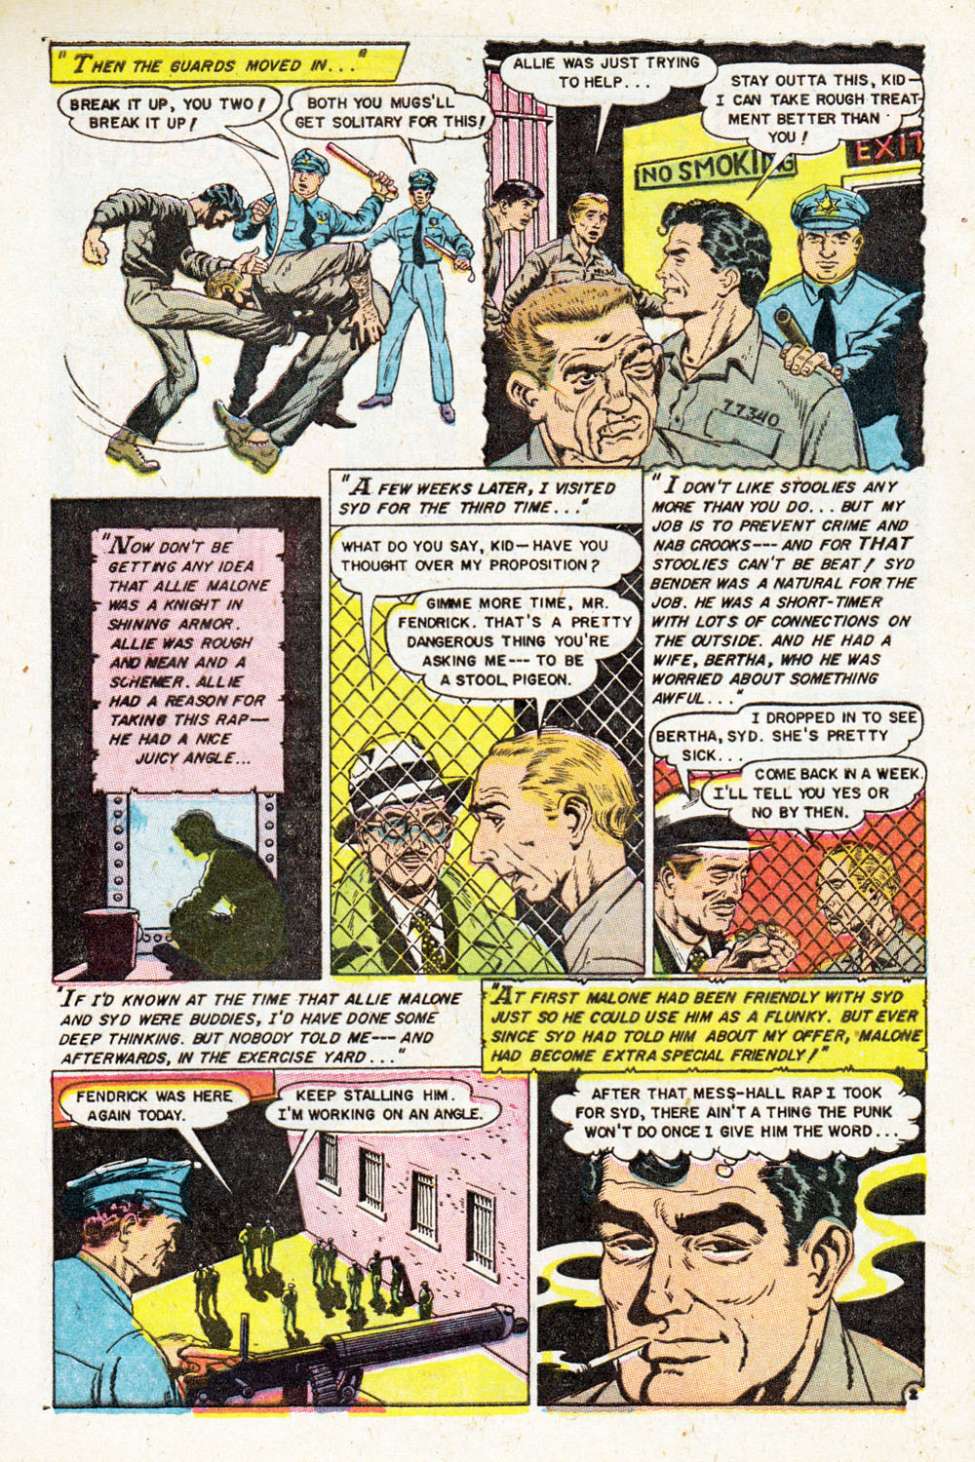 "THEN THE GUARDS MOVED IN..."
BREAK IT UP, YOU TWO!
BREAK IT UP!
BOTH YOU MUGS'LL
GET SOLITARY FOR THIS!
ALLIE WAS JUST TRYING
TO HELP...
STAY OUTTA THIS, KID—
I CAN TAKE ROUGH TREAT-
MENT BETTER THAN
YOU!
NO SMOKING
EXIT
77340
"NOW DON'T BE
GETTING ANY IDEA
THAT ALLIE MALONE
WAS A KNIGHT IN
SHINING ARMOR.
ALLIE WAS ROUGH
AND MEAN AND A
SCHEMER. ALLIE
HAD A REASON FOR
TAKING THIS RAP—
HE HAD A NICE
JUICY ANGLE...
"A FEW WEEKS LATER, I VISITED
SYD FOR THE THIRD TIME..."
WHAT DO YOU SAY, KID—HAVE YOU
THOUGHT OVER MY PROPOSITION?
GIMME MORE TIME, MR.
FENDRICK. THAT'S A PRETTY
DANGEROUS THING YOU'RE
ASKING ME--- TO BE
A STOOL PIGEON.
"I DON'T LIKE STOOLIES ANY
MORE THAN YOU DO... BUT MY
JOB IS TO PREVENT CRIME AND
NAB CROOKS---AND FOR THAT
STOOLIES CAN'T BE BEAT! SYD
BENDER WAS A NATURAL FOR THE
JOB. HE WAS A SHORT-TIMER
WITH LOTS OF CONNECTIONS ON
THE OUTSIDE. AND HE HAD A
WIFE, BERTHA, WHO HE WAS
WORRIED ABOUT SOMETHING
AWFUL..."
I DROPPED IN TO SEE
BERTHA, SYD. SHE'S PRETTY
SICK...
COME BACK IN A WEEK.
I'LL TELL YOU YES OR
NO BY THEN.
"IF I'D KNOWN AT THE TIME THAT ALLIE MALONE
AND SYD WERE BUDDIES, I'D HAVE DONE SOME
DEEP THINKING. BUT NOBODY TOLD ME---AND
AFTERWARDS, IN THE EXERCISE YARD..."
FENDRICK WAS HERE
AGAIN TODAY.
KEEP STALLING HIM.
I'M WORKING ON AN ANGLE.
"AT FIRST MALONE HAD BEEN FRIENDLY WITH SYD
JUST SO HE COULD USE HIM AS A FLUNKY. BUT EVER
SINCE SYD HAD TOLD HIM ABOUT MY OFFER, MALONE
HAD BECOME EXTRA SPECIAL FRIENDLY!"
AFTER THAT MESS-HALL RAP I TOOK
FOR SYD, THERE AIN'T A THING THE PUNK
WON'T DO ONCE I GIVE HIM THE WORD...
2